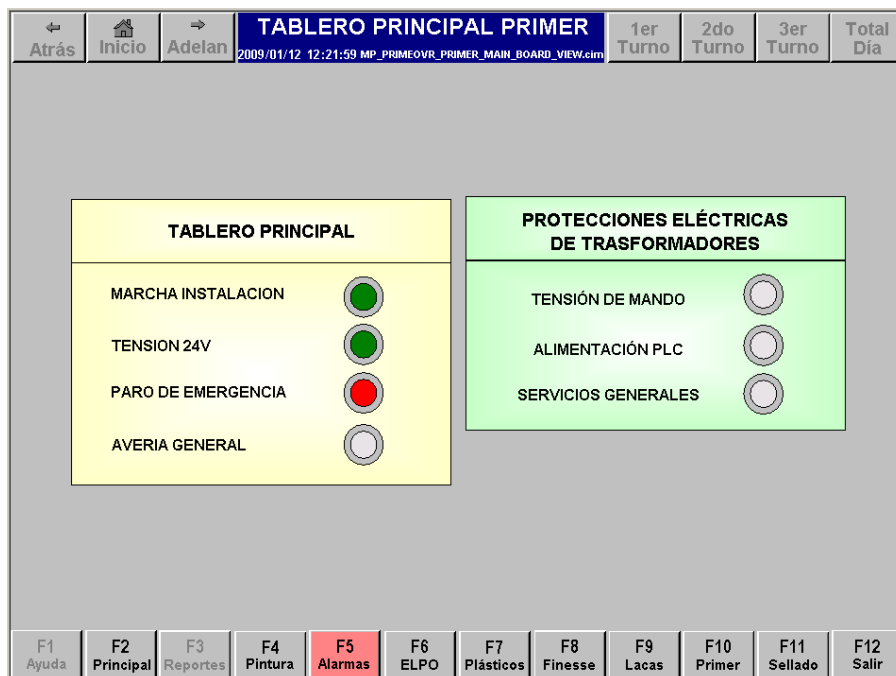 Atrás
Inicio
Adelan
TABLERO PRINCIPAL PRIMER
2009/01/12 12:21:59 MP_PRIMEOVR_PRIMER_MAIN_BOARD_VIEW.cim
1er
Turno
2do
Turno
3er
Turno
Total
Día
TABLERO PRINCIPAL
MARCHA INSTALACION
TENSION 24V
PARO DE EMERGENCIA
AVERIA GENERAL
PROTECCIONES ELÉCTRICAS
DE TRASFORMADORES
TENSIÓN DE MANDO
ALIMENTACIÓN PLC
SERVICIOS GENERALES
F1
Ayuda
F2
Principal
F3
Reportes
F4
Pintura
F5
Alarmas
F6
ELPO
F7
Plásticos
F8
Finesse
F9
Lacas
F10
Primer
F11
Sellado
F12
Salir